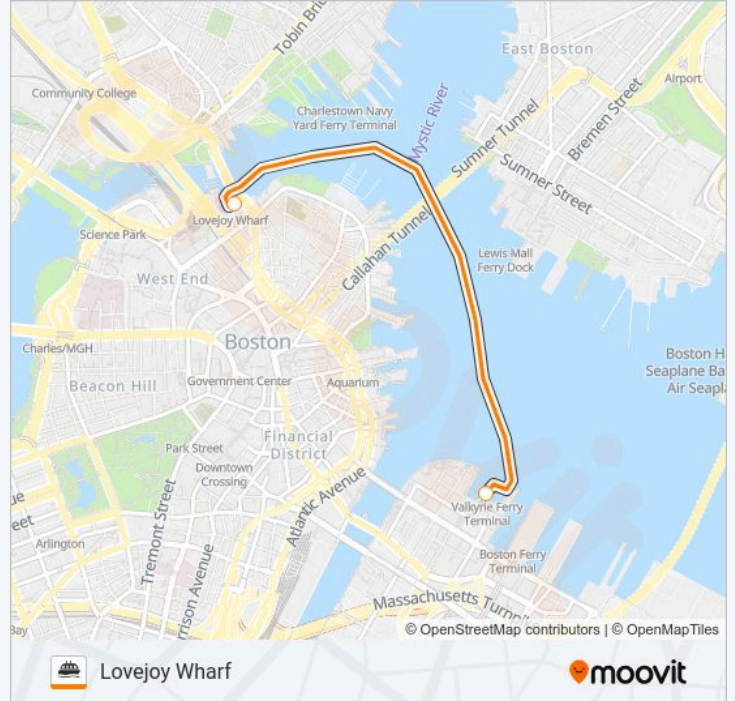 Tobin Brid
East Boston
Community College
Airport
Charlestown Navy
Yard Ferry Terminal
Mystic River
Sumner Tunnel
Bremen Street
Sumner Street
Lovejoy Wharf
Science Park
Callahan Tunnel
Lewis Mall
Ferry Dock
West End
Boston
Charles/MGH
Boston H
Seaplane Ba
Air Seapla
Beacon Hill
Government Center
Aquarium
Financial
District
Park Street
Downtown
Crossing
Atlantic Avenue
ue
eet
Valkyrie Ferry
Terminal
Arlington
Tremont Street
rrison Avenue
Boston Ferry
Terminal
Massachusetts Turnpi
Bay
© OpenStreetMap contributors | © OpenMapTiles
Lovejoy Wharf
moovit